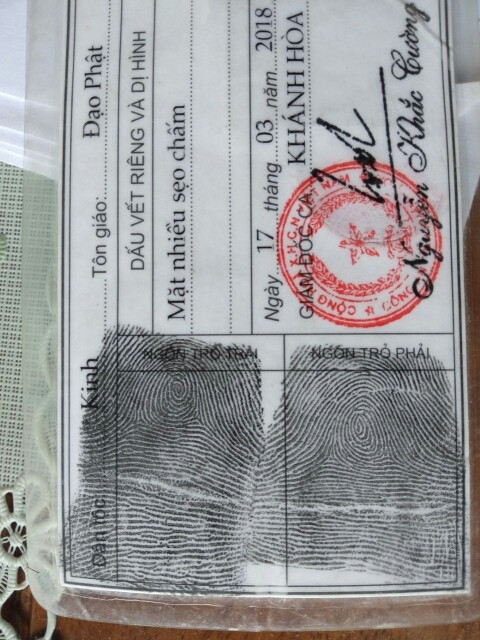 Dân tộc: Kinh Tôn giáo: Đạo Phật
DẤU VẾT RIÊNG VÀ DỊ HÌNH
Mặt nhiều sẹo chấm
NGÓN TRỎ TRÁI
NGÓN TRỎ PHẢI
Ngày 17 tháng 03 năm 2018
GIÁM ĐỐC CA KHÁNH HÒA
Nguyễn Khắc Cường